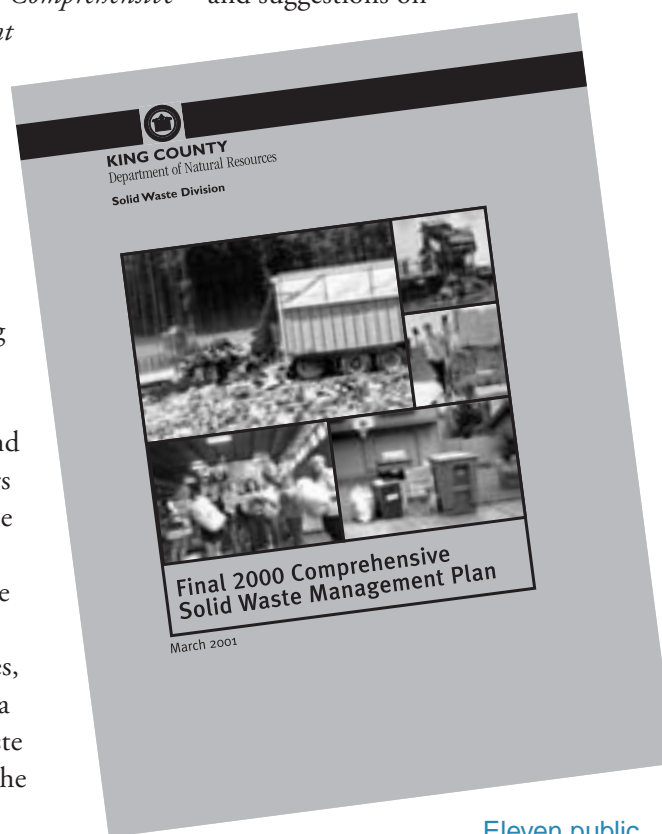 Comprehensive and suggestions on
KING COUNTY
Department of Natural Resources
Solid Waste Division
Final 2000 Comprehensive
Solid Waste Management Plan
March 2001
a
Eleven public